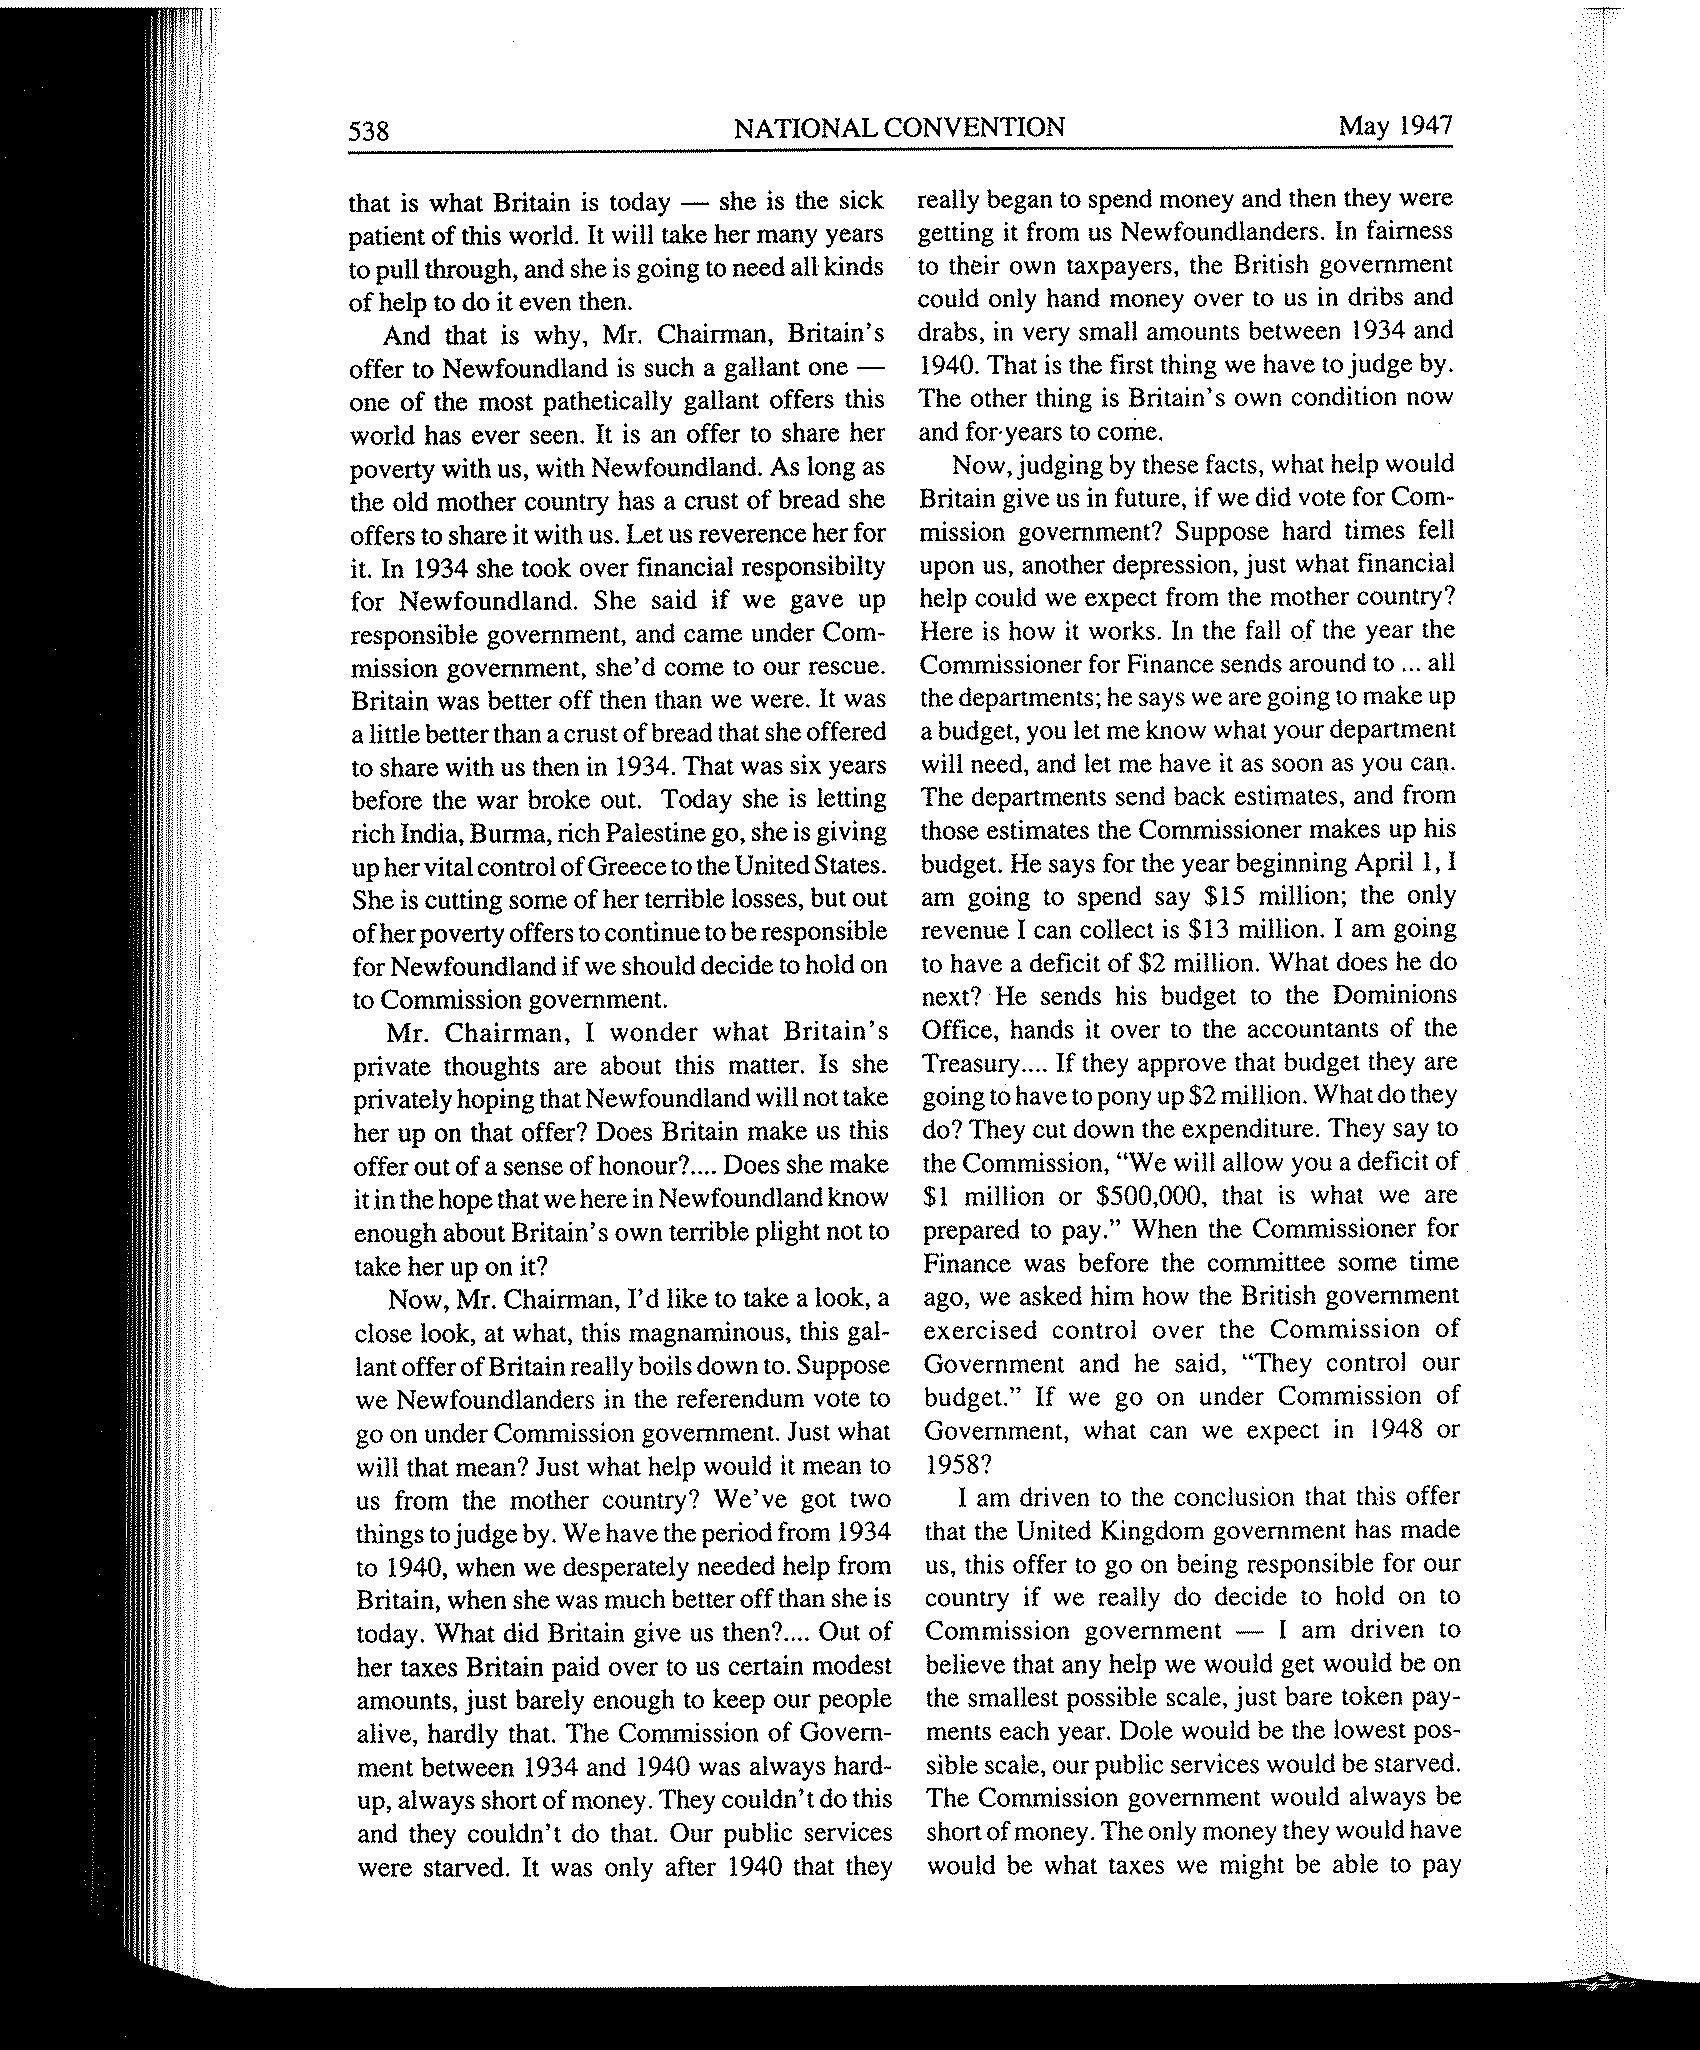 538
NATIONAL CONVENTION
May 1947
that is what Britain is today — she is the sick
patient of this world. It will take her many years
to pull through, and she is going to need all kinds
of help to do it even then.
And that is why, Mr. Chairman, Britain's
offer to Newfoundland is such a gallant one —
one of the most pathetically gallant offers this
world has ever seen. It is an offer to share her
poverty with us, with Newfoundland. As long as
the old mother country has a crust of bread she
offers to share it with us. Let us reverence her for
it. In 1934 she took over financial responsibilty
for Newfoundland. She said if we gave up
responsible government, and came under Com-
mission government, she'd come to our rescue.
Britain was better off then than we were. It was
a little better than a crust of bread that she offered
to share with us then in 1934. That was six years
before the war broke out. Today she is letting
rich India, Burma, rich Palestine go, she is giving
up her vital control of Greece to the United States.
She is cutting some of her terrible losses, but out
of her poverty offers to continue to be responsible
for Newfoundland if we should decide to hold on
to Commission government.
Mr. Chairman, I wonder what Britain's
private thoughts are about this matter. Is she
privately hoping that Newfoundland will not take
her up on that offer? Does Britain make us this
offer out of a sense of honour?.... Does she make
it in the hope that we here in Newfoundland know
enough about Britain's own terrible plight not to
take her up on it?
Now, Mr. Chairman, I'd like to take a look, a
close look, at what, this magnaminous, this gal-
lant offer of Britain really boils down to. Suppose
we Newfoundlanders in the referendum vote to
go on under Commission government. Just what
will that mean? Just what help would it mean to
us from the mother country? We've got two
things to judge by. We have the period from 1934
to 1940, when we desperately needed help from
Britain, when she was much better off than she is
today. What did Britain give us then?.... Out of
her taxes Britain paid over to us certain modest
amounts, just barely enough to keep our people
alive, hardly that. The Commission of Govern-
ment between 1934 and 1940 was always hard-
up, always short of money. They couldn't do this
and they couldn't do that. Our public services
were starved. It was only after 1940 that they
really began to spend money and then they were
getting it from us Newfoundlanders. In fairness
to their own taxpayers, the British government
could only hand money over to us in dribs and
drabs, in very small amounts between 1934 and
1940. That is the first thing we have to judge by.
The other thing is Britain's own condition now
and for years to come.
Now, judging by these facts, what help would
Britain give us in future, if we did vote for Com-
mission government? Suppose hard times fell
upon us, another depression, just what financial
help could we expect from the mother country?
Here is how it works. In the fall of the year the
Commissioner for Finance sends around to ... all
the departments; he says we are going to make up
a budget, you let me know what your department
will need, and let me have it as soon as you can.
The departments send back estimates, and from
those estimates the Commissioner makes up his
budget. He says for the year beginning April 1, I
am going to spend say $15 million; the only
revenue I can collect is $13 million. I am going
to have a deficit of $2 million. What does he do
next? He sends his budget to the Dominions
Office, hands it over to the accountants of the
Treasury.... If they approve that budget they are
going to have to pony up $2 million. What do they
do? They cut down the expenditure. They say to
the Commission, "We will allow you a deficit of
$1 million or $500,000, that is what we are
prepared to pay." When the Commissioner for
Finance was before the committee some time
ago, we asked him how the British government
exercised control over the Commission of
Government and he said, "They control our
budget." If we go on under Commission of
Government, what can we expect in 1948 or
1958?
I am driven to the conclusion that this offer
that the United Kingdom government has made
us, this offer to go on being responsible for our
country if we really do decide to hold on to
Commission government — I am driven to
believe that any help we would get would be on
the smallest possible scale, just bare token pay-
ments each year. Dole would be the lowest pos-
sible scale, our public services would be starved.
The Commission government would always be
short of money. The only money they would have
would be what taxes we might be able to pay